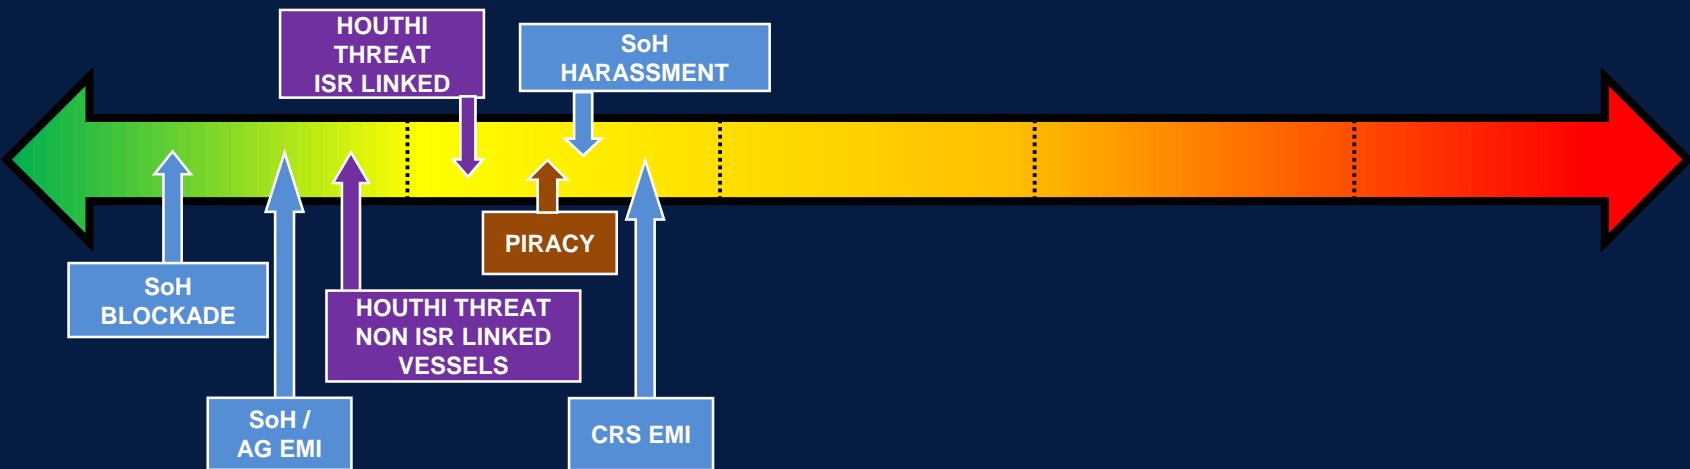 HOUTHI
THREAT
ISR LINKED
SoH
HARASSMENT
PIRACY
SoH
BLOCKADE
HOUTHI THREAT
NON ISR LINKED
VESSELS
SoH /
AG EMI
CRS EMI